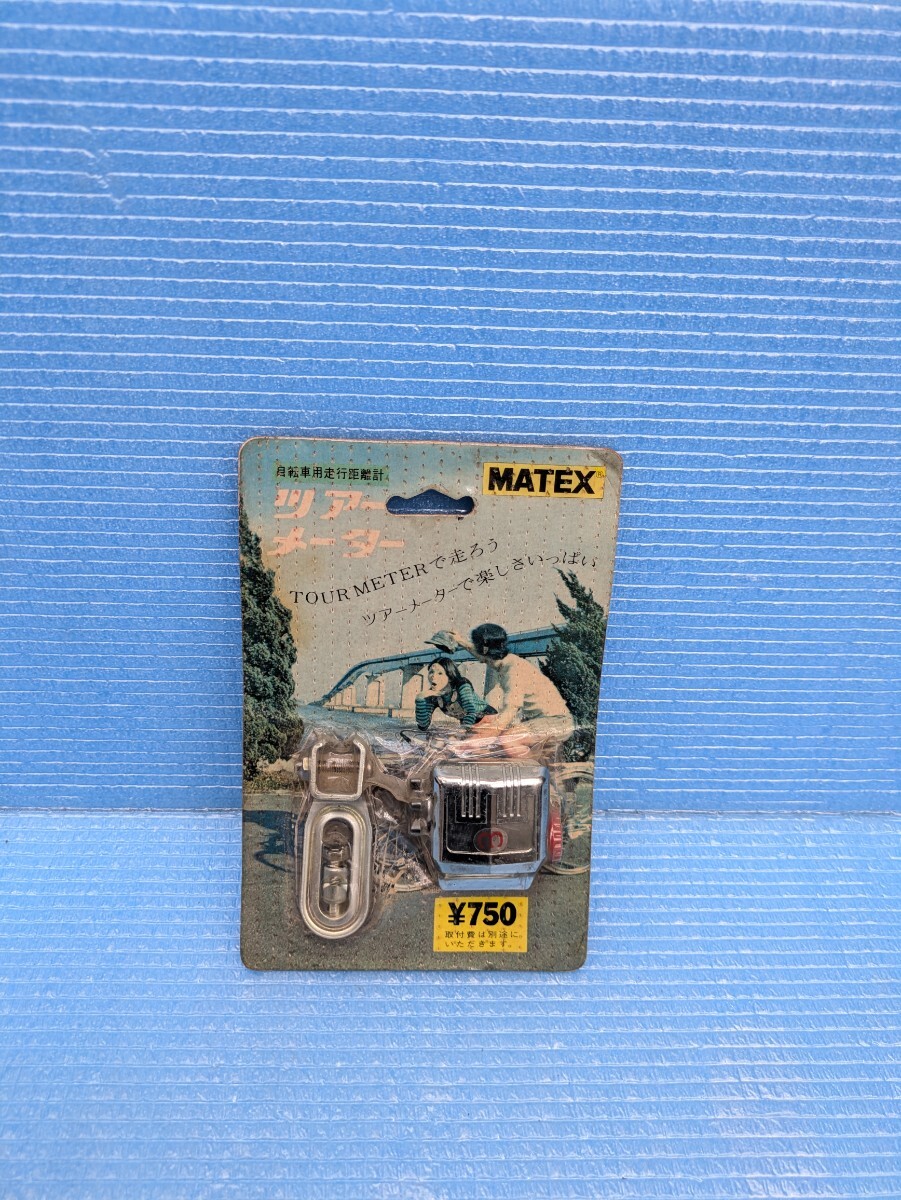 自転車用走行距離計
MATEX
ツアー
メーター
TOUR METERで走ろう
ツアーメーターで楽しさいっぱい
¥750
取付費は別途に
いただきます。